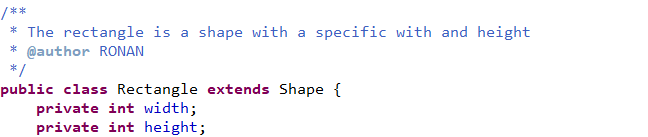 /**
 * The rectangle is a shape with a specific with and height
 * @author RONAN
 */
public class Rectangle extends Shape {
    private int width;
    private int height;